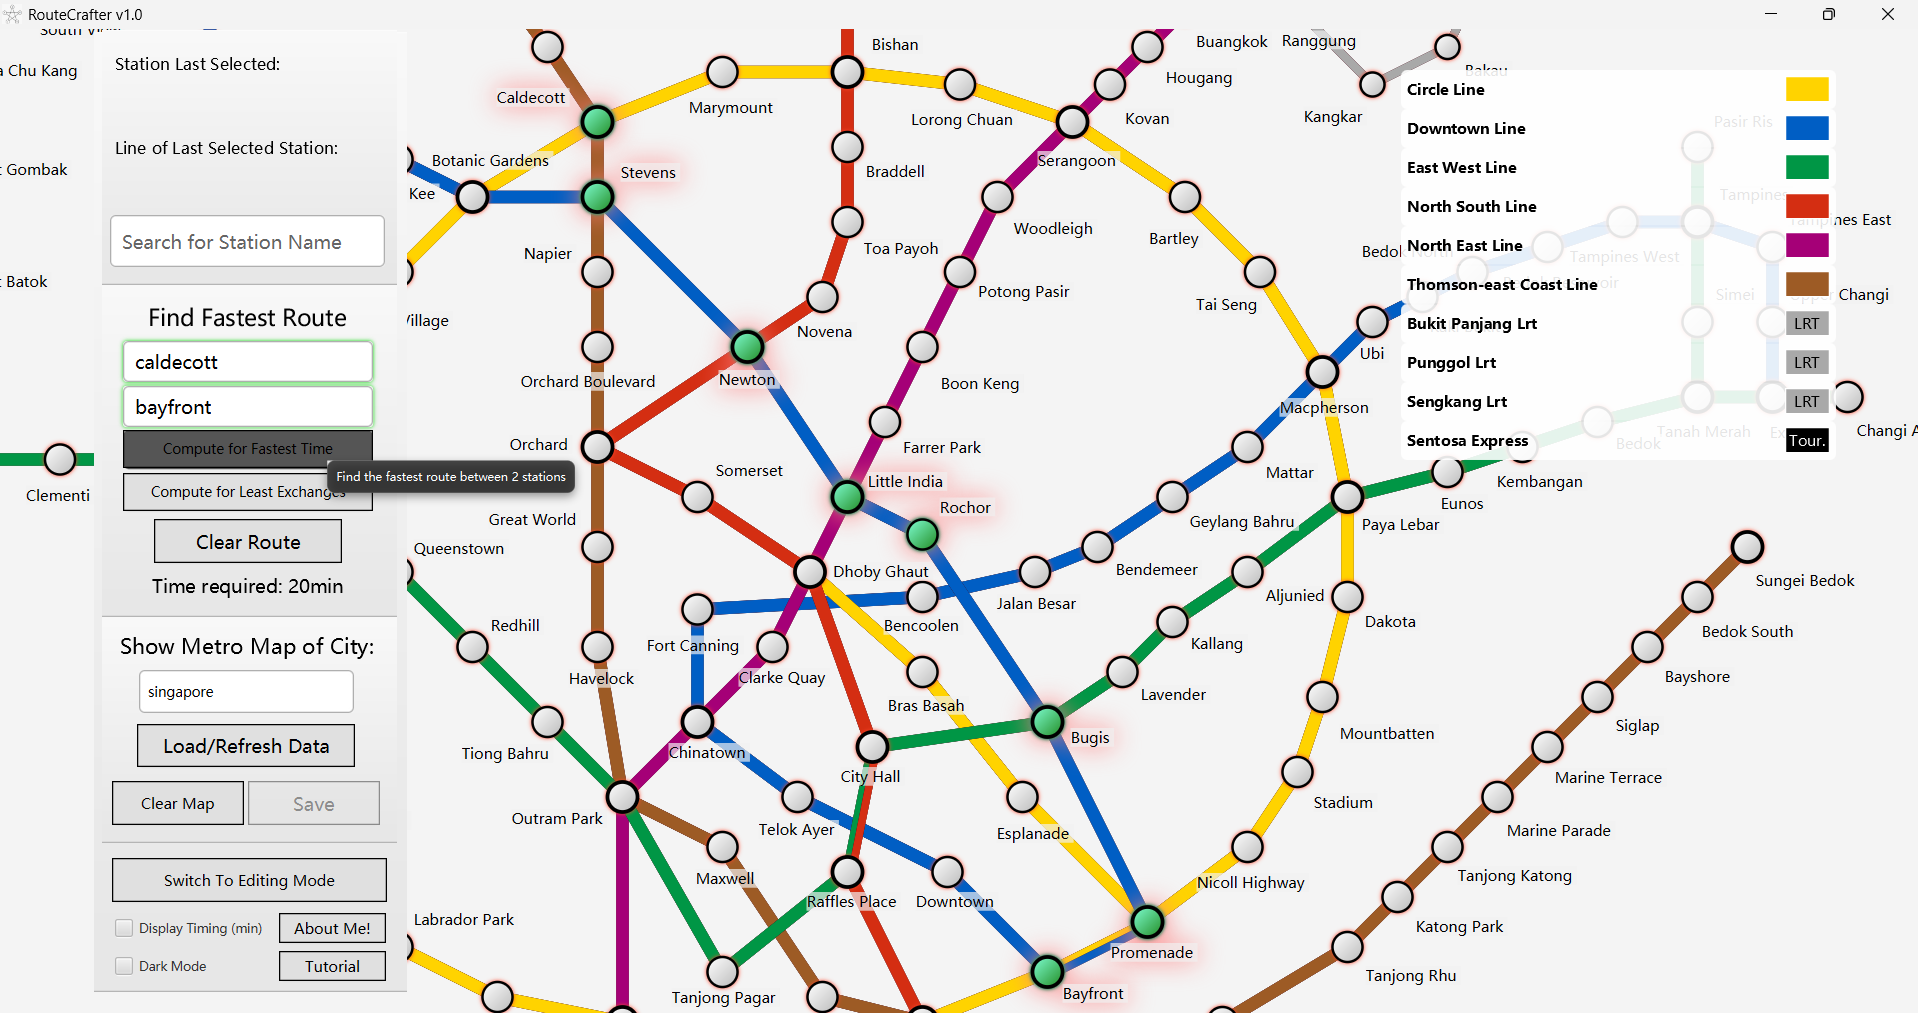 RouteCrafter v1.0
Station Last Selected:
Line of Last Selected Station:
Search for Station Name
Find Fastest Route
caldecott
bayfront
Compute for Fastest Time
Find the fastest route between 2 stations
Compute for Least Exchanges
Clear Route
Time required: 20min
Show Metro Map of City:
singapore
Load/Refresh Data
Clear Map
Save
Switch To Editing Mode
Display Timing (min)
About Me!
Dark Mode
Tutorial
a Chu Kang
Gombak
Batok
Clementi
Caldecott
Marymount
Bishan
Lorong Chuan
Buangkok
Ranggung
Hougang
Bakau
Kovan
Kangkar
Serangoon
Botanic Gardens
Kee
Stevens
Braddell
Woodleigh
Bartley
Napier
Toa Payoh
Potong Pasir
Tai Seng
Village
Novena
Newton
Orchard Boulevard
Boon Keng
Ubi
Macpherson
Orchard
Farrer Park
Somerset
Mattar
Little India
Rochor
Kembangan
Eunos
Great World
Geylang Bahru
Paya Lebar
Queenstown
Dhoby Ghaut
Bendemeer
Sungei Bedok
Aljunied
Jalan Besar
Bencoolen
Dakota
Redhill
Bedok South
Fort Canning
Kallang
Havelock
Clarke Quay
Bayshore
Lavender
Bras Basah
Siglap
Mountbatten
Bugis
Tiong Bahru
Chinatown
City Hall
Marine Terrace
Stadium
Outram Park
Telok Ayer
Esplanade
Marine Parade
Maxwell
Nicoll Highway
Tanjong Katong
Raffles Place
Downtown
Labrador Park
Katong Park
Promenade
Tanjong Rhu
Tanjong Pagar
Bayfront
Circle Line
Downtown Line
East West Line
North South Line
North East Line
Thomson-east Coast Line
Bukit Panjang Lrt
LRT
Punggol Lrt
LRT
Sengkang Lrt
LRT
Sentosa Express
Tour.
Pasir Ris
Tampines
Tampines East
Bedok North
Tampines West
Simei
Upper Changi
Tanah Merah
Bedok
Changi A